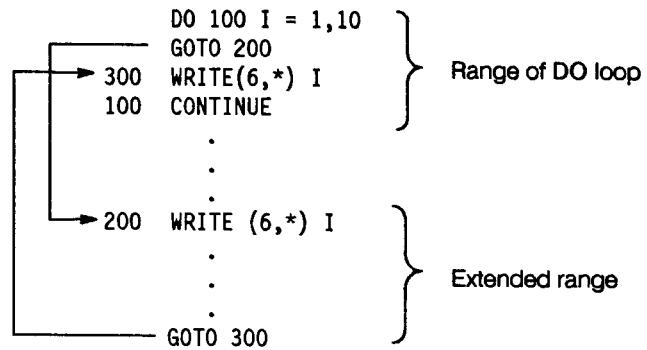 DO 100 I = 1,10
GOTO 200
300 WRITE(6,*) I
100 CONTINUE
Range of DO loop
.
.
.
200 WRITE (6,*) I
.
.
.
GOTO 300
Extended range